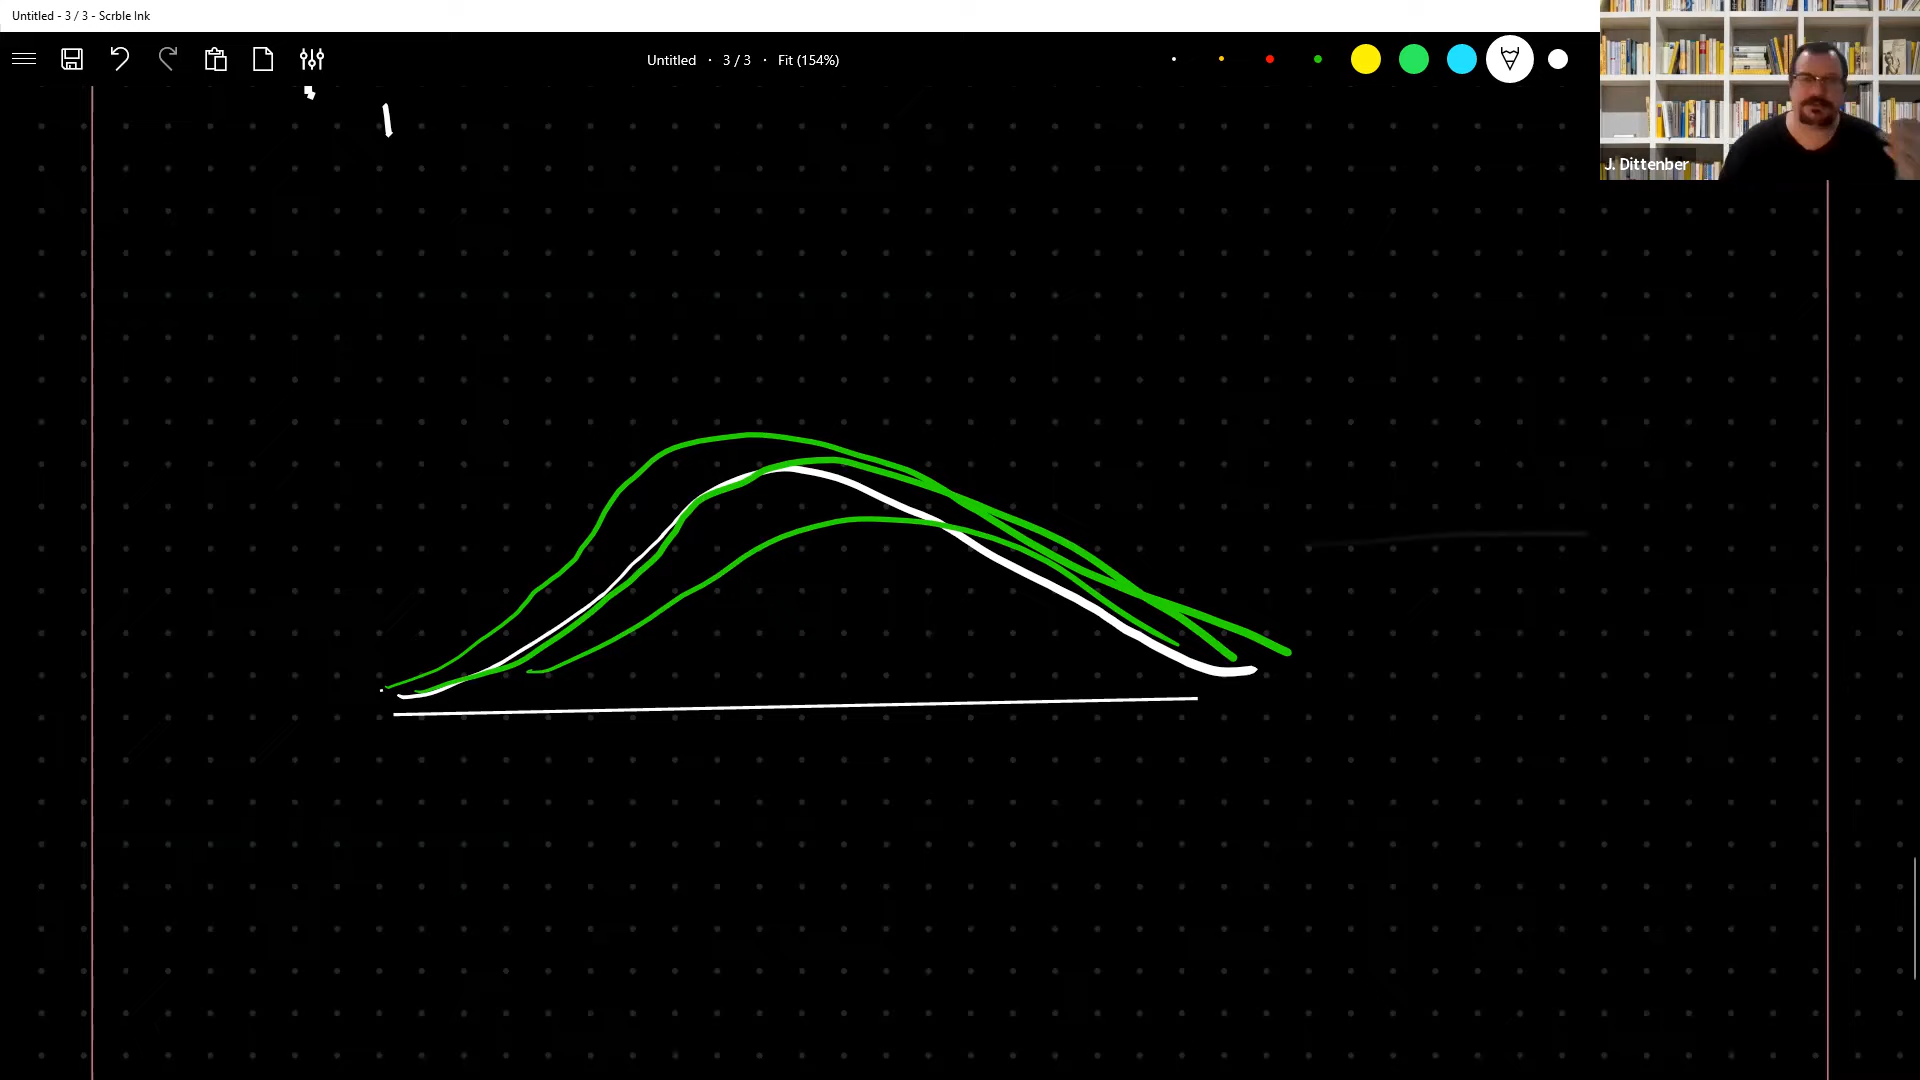 Untitled - 3 / 3 - Scrble Ink
Untitled · 3 / 3 · Fit (154%)
J. Dittenber